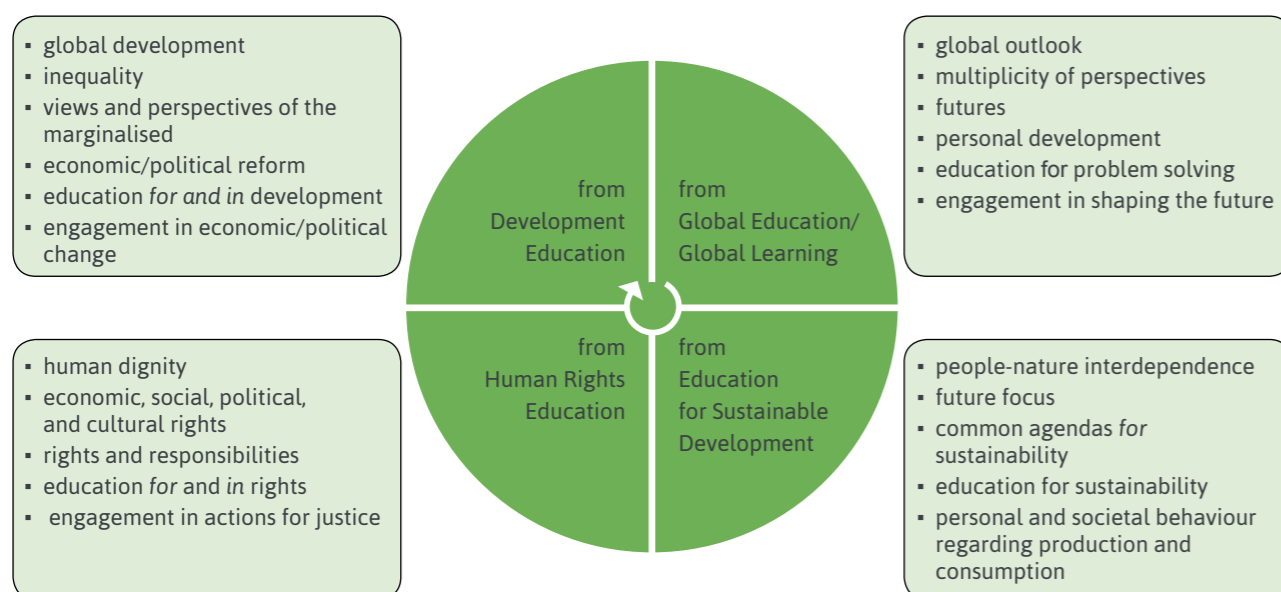 ▪ global development
▪ inequality
▪ views and perspectives of the
marginalised
▪ economic/political reform
▪ education for and in development
▪ engagement in economic/political
change
▪ global outlook
▪ multiplicity of perspectives
▪ futures
▪ personal development
▪ education for problem solving
▪ engagement in shaping the future
from
Development
Education
from
Global Education/
Global Learning
from
Human Rights
Education
from
Education
for Sustainable
Development
▪ human dignity
▪ economic, social, political,
and cultural rights
▪ rights and responsibilities
▪ education for and in rights
▪ engagement in actions for justice
▪ people-nature interdependence
▪ future focus
▪ common agendas for
sustainability
▪ education for sustainability
▪ personal and societal behaviour
regarding production and
consumption